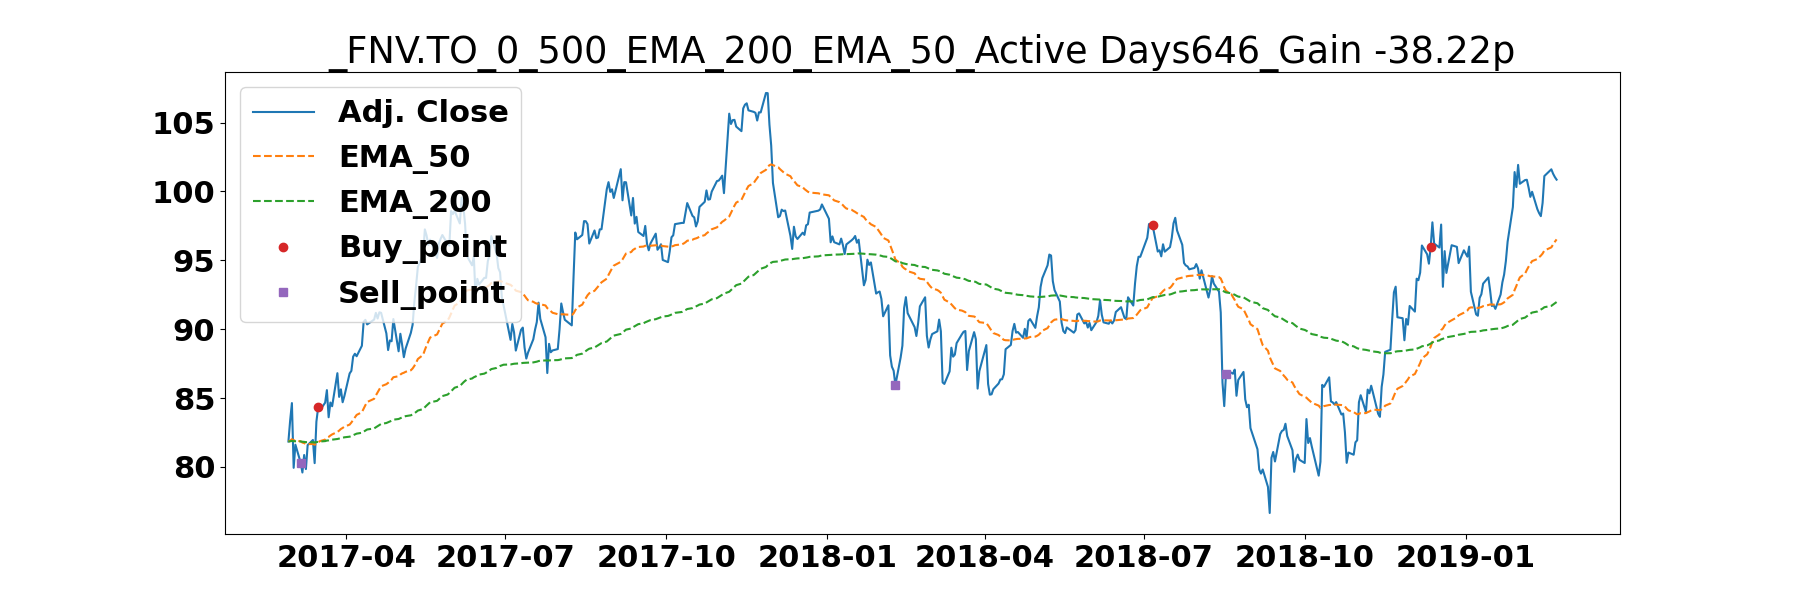 _FNV.TO_0_500_EMA_200_EMA_50_Active Days646_Gain -38.22p
Adj. Close
EMA_50
EMA_200
Buy_point
Sell_point
105
100
95
90
85
80
2017-04 2017-07 2017-10 2018-01 2018-04 2018-07 2018-10 2019-01